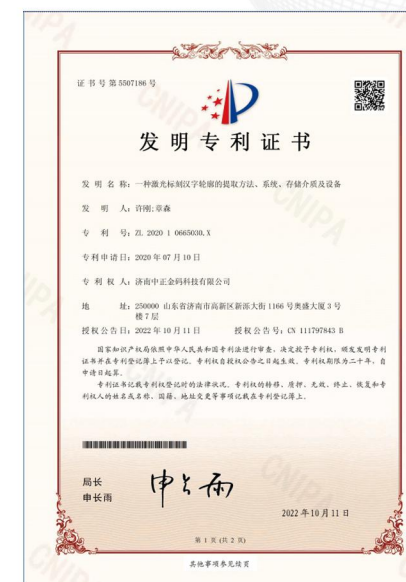 证书号第5507186号
发明专利证书
发明名称：一种激光标刻汉字轮廓的提取方法、系统、存储介质及设备
发明人：许刚;章森
专利号：ZL 2020 1 0665030.X
专利申请日：2020年07月10日
专利权人：济南中正金码科技有限公司
地址：250000 山东省济南市高新区新泺大街1166号奥盛大厦3号
楼7层
授权公告日：2022年10月11日 授权公告号：CN 111797843 B
国家知识产权局依照中华人民共和国专利法进行审查，决定授予专利权，颁发发明专利
证书并在专利登记簿上予以登记。专利权自授权公告之日起生效。专利权期限为二十年，自
申请日起算。
专利证书记载专利权登记时的法律状况。专利权的转移、质押、无效、终止、恢复和专
利权人的姓名或名称、国籍、地址变更等事项记载在专利登记簿上。
局长
申长雨
申长雨
2022年10月11日
第 1 页 (共 2 页)
其他事项参见续页
CNIPA
CNIPA
CNIPA
CNIPA